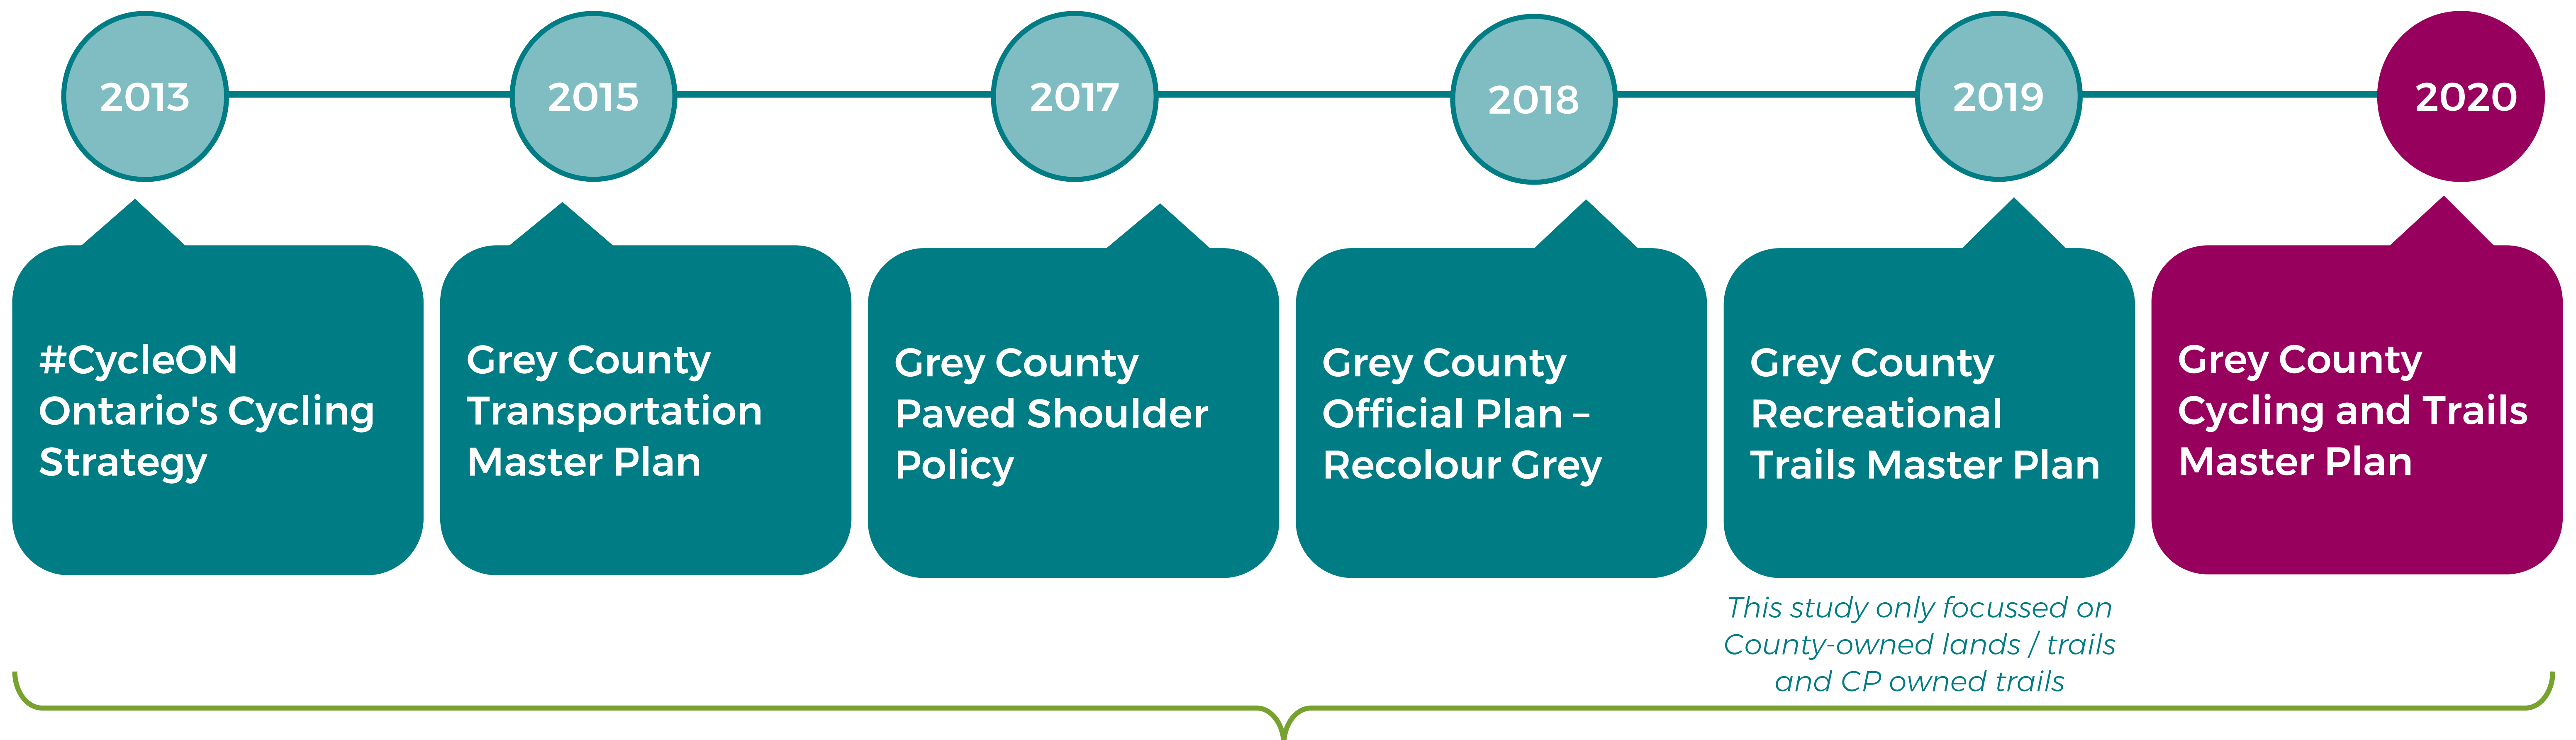 2013
2015
2017
2018
2019
2020
#CycleON
Ontario's Cycling
Strategy
Grey County
Transportation
Master Plan
Grey County
Paved Shoulder
Policy
Grey County
Official Plan –
Recolour Grey
Grey County
Recreational
Trails Master Plan
Grey County
Cycling and Trails
Master Plan
This study only focussed on
County-owned lands / trails
and CP owned trails